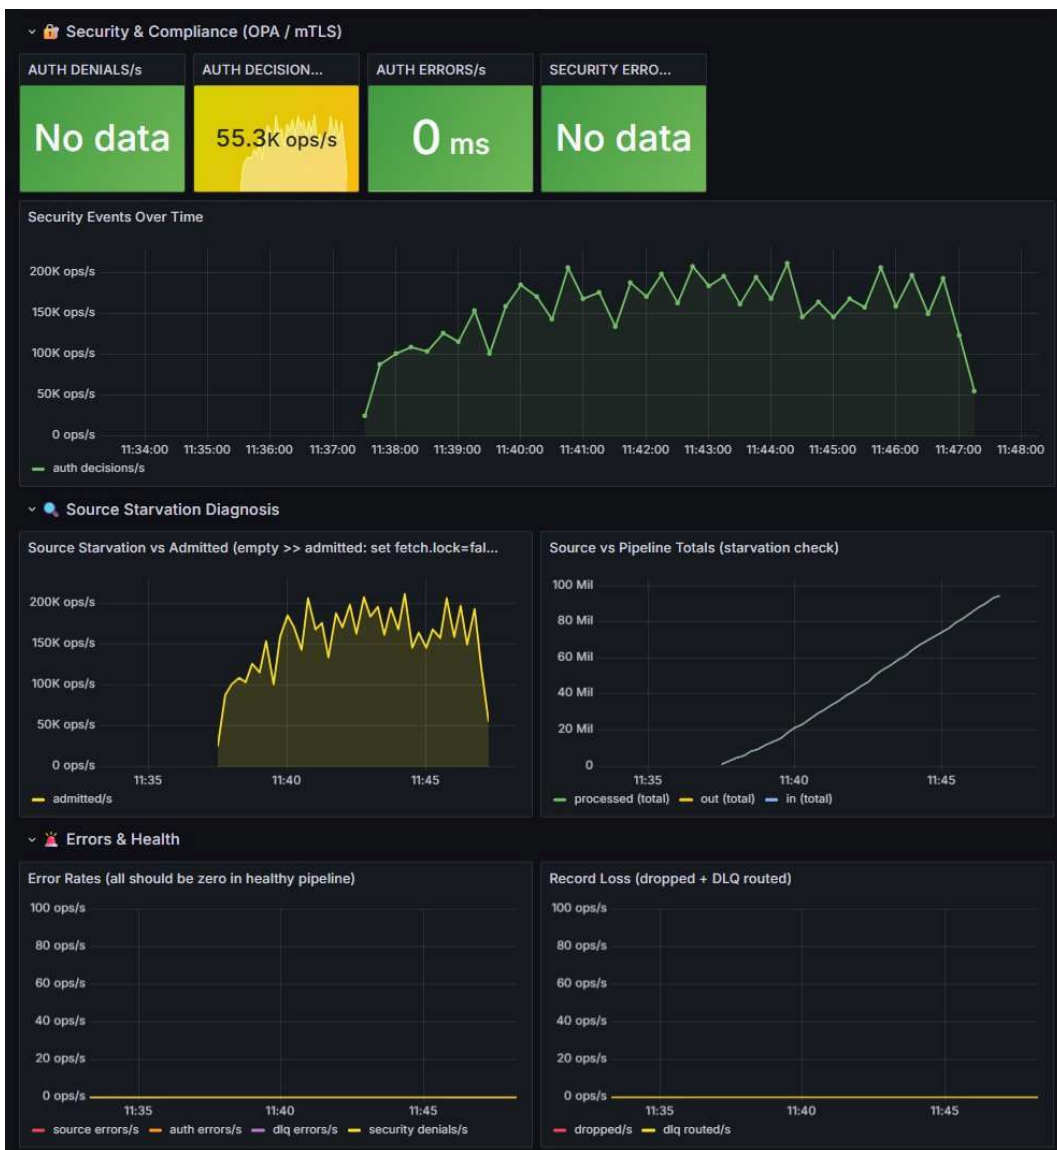 Security & Compliance (OPA / mTLS)
AUTH DENIALS/s
AUTH DECISION...
AUTH ERRORS/s
SECURITY ERRO...
No data
55.3K ops/s
0 ms
No data
Security Events Over Time
200K ops/s
150K ops/s
100K ops/s
50K ops/s
0 ops/s
11:34:00 11:35:00 11:36:00 11:37:00 11:38:00 11:39:00 11:40:00 11:41:00 11:42:00 11:43:00 11:44:00 11:45:00 11:46:00 11:47:00 11:48:00
auth decisions/s
Source Starvation Diagnosis
Source Starvation vs Admitted (empty >> admitted: set fetch.lock=fal...
200K ops/s
150K ops/s
100K ops/s
50K ops/s
0 ops/s
11:35 11:40 11:45
admitted/s
Source vs Pipeline Totals (starvation check)
100 Mil
80 Mil
60 Mil
40 Mil
20 Mil
0
11:35 11:40 11:45
processed (total) out (total) in (total)
Errors & Health
Error Rates (all should be zero in healthy pipeline)
100 ops/s
80 ops/s
60 ops/s
40 ops/s
20 ops/s
0 ops/s
11:35 11:40 11:45
source errors/s auth errors/s dlq errors/s security denials/s
Record Loss (dropped + DLQ routed)
100 ops/s
80 ops/s
60 ops/s
40 ops/s
20 ops/s
0 ops/s
11:35 11:40 11:45
dropped/s dlq routed/s